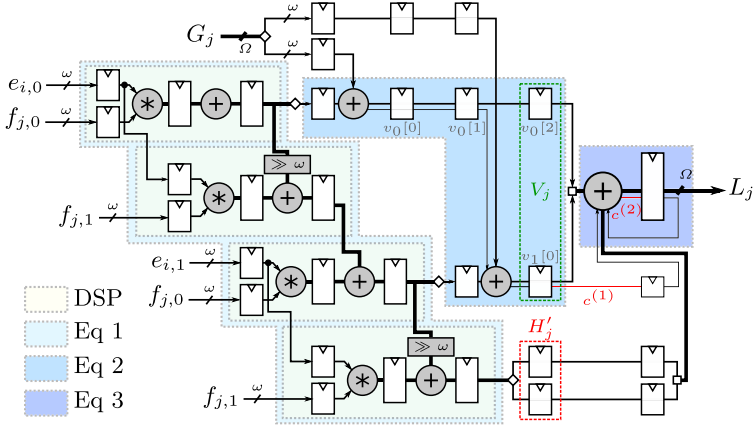 G_j Ω ω ω
e_{i,0} ω
f_{j,0} ω
v_0[0] v_0[1] v_0[2]
≫ ω
V_j
Ω L_j
c^{(2)}
f_{j,1} ω
e_{i,1} ω
v_1[0]
f_{j,0} ω
c^{(1)}
DSP
Eq 1
H'_j
≫ ω
Eq 2
f_{j,1} ω
Eq 3